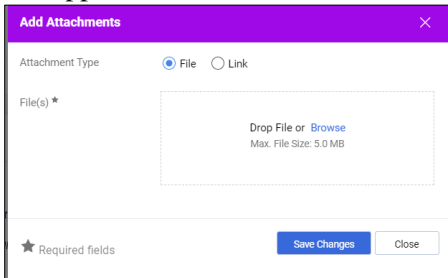 Add Attachments
Attachment Type File Link
File(s)
Drop File or Browse
Max. File Size: 5.0 MB
Required fields Save Changes Close